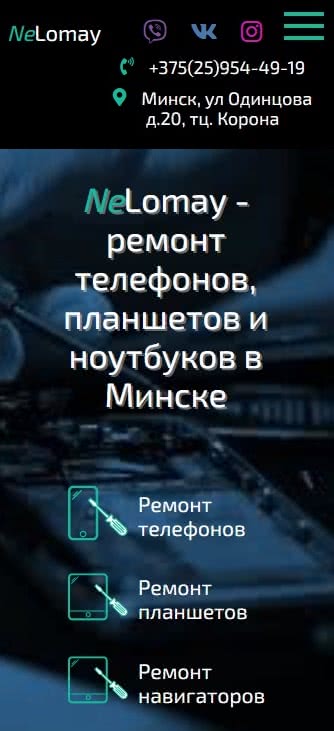 NeLomay
+375(25)954-49-19
Минск, ул Одинцова
д.20, тц. Корона
NeLomay -
ремонт
телефонов,
планшетов и
ноутбуков в
Минске
Ремонт
телефонов
Ремонт
планшетов
Ремонт
навигаторов